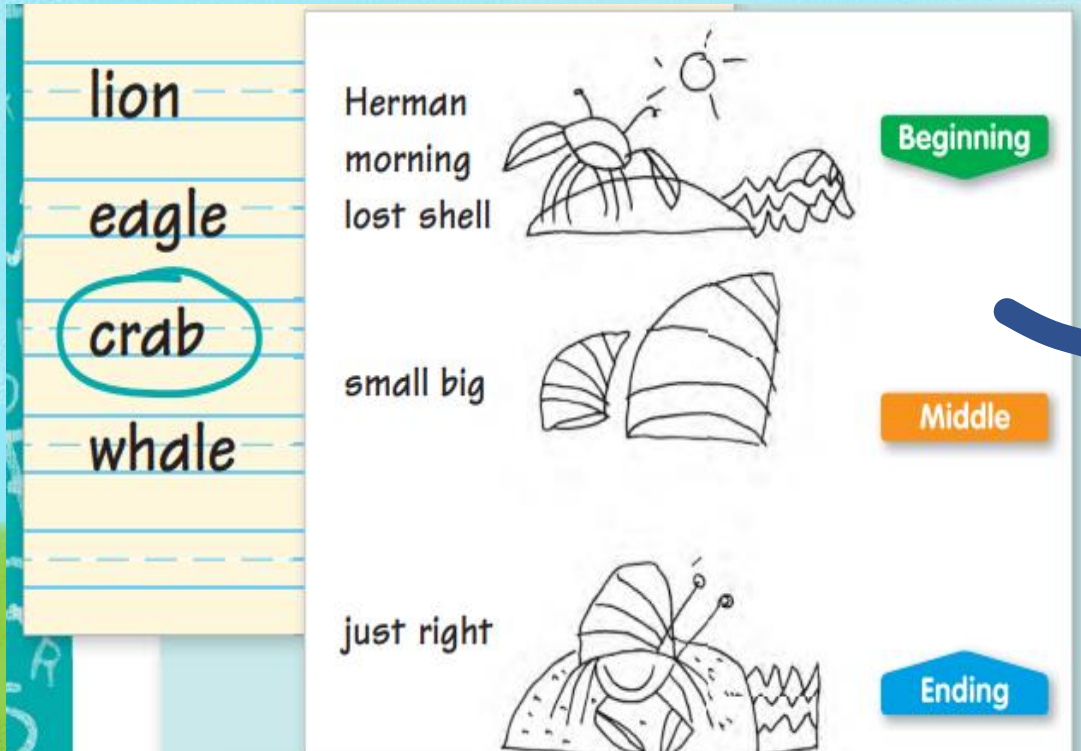 lion
eagle
crab
whale
Herman
morning
lost shell
Beginning
small big
Middle
just right
Ending